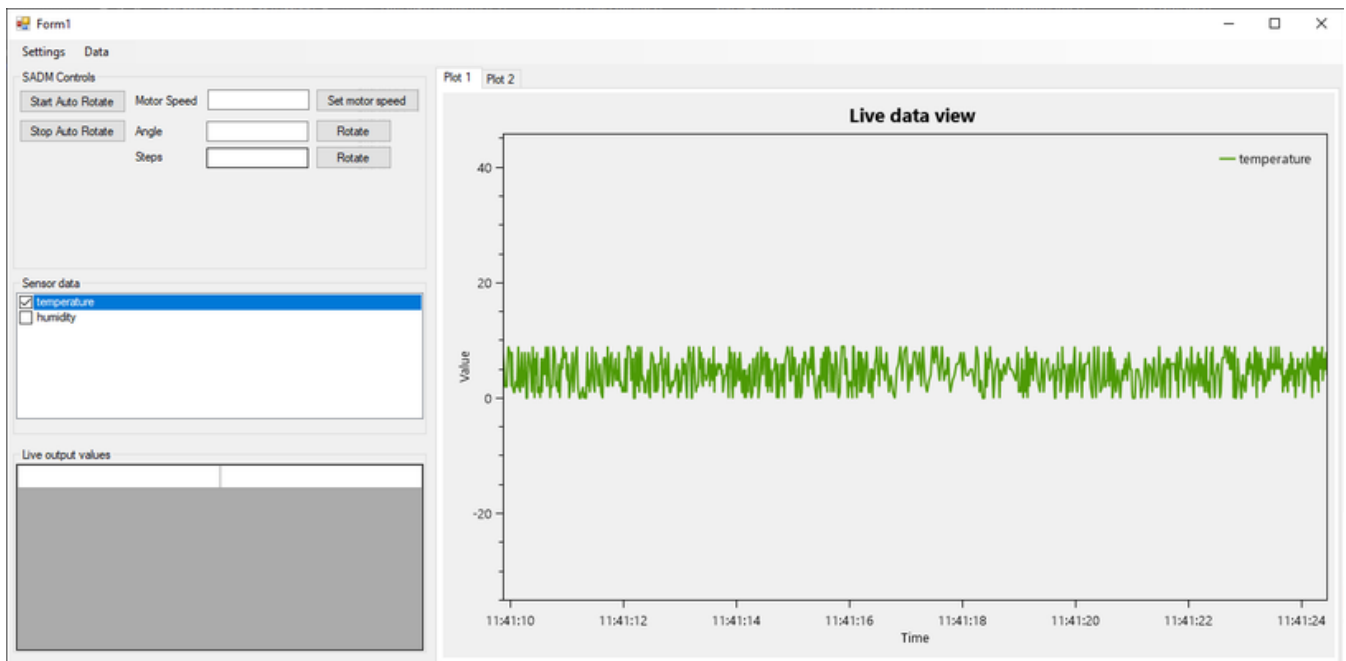 Form1
Settings Data
SADM Controls
Start Auto Rotate Motor Speed Set motor speed
Stop Auto Rotate Angle Rotate
Steps Rotate
Sensor data
temperature
humidity
Live output values
Plot 1 Plot 2
Live data view
temperature
40
20
0
-20
Value
11:41:10 11:41:12 11:41:14 11:41:16 11:41:18 11:41:20 11:41:22 11:41:24
Time